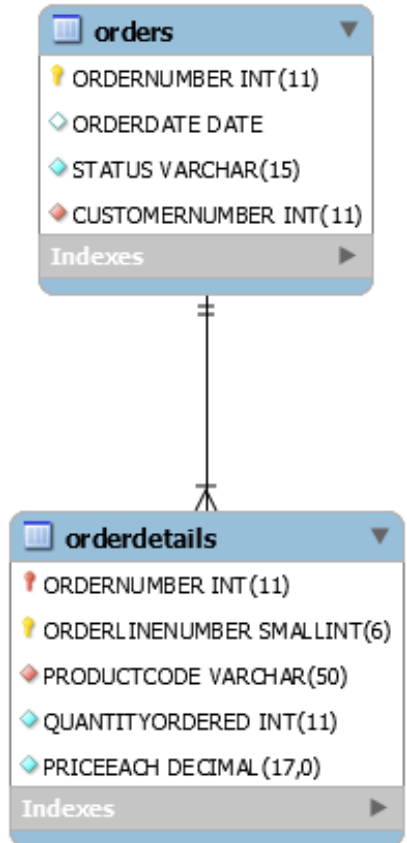 orders
ORDERNUMBER INT(11)
ORDERDATE DATE
STATUS VARCHAR(15)
CUSTOMERNUMBER INT(11)
Indexes
orderdetails
ORDERNUMBER INT(11)
ORDERLINENUMBER SMALLINT(6)
PRODUCTCODE VARCHAR(50)
QUANTITYORDERED INT(11)
PRICEEACH DECIMAL(17,0)
Indexes